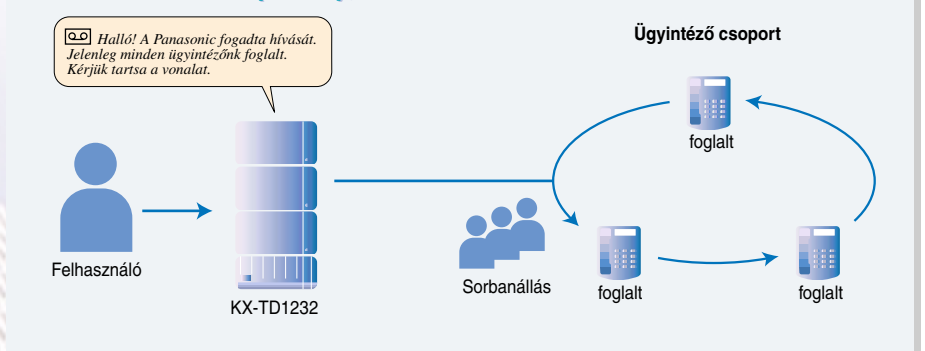 Halló! A Panasonic fogadta hívását.
Jelenleg minden ügyintézőnk foglalt.
Kérjük tartsa a vonalat.
Ügyintéző csoport
foglalt
Felhasználó
KX-TD1232
Sorbanállás
foglalt
foglalt